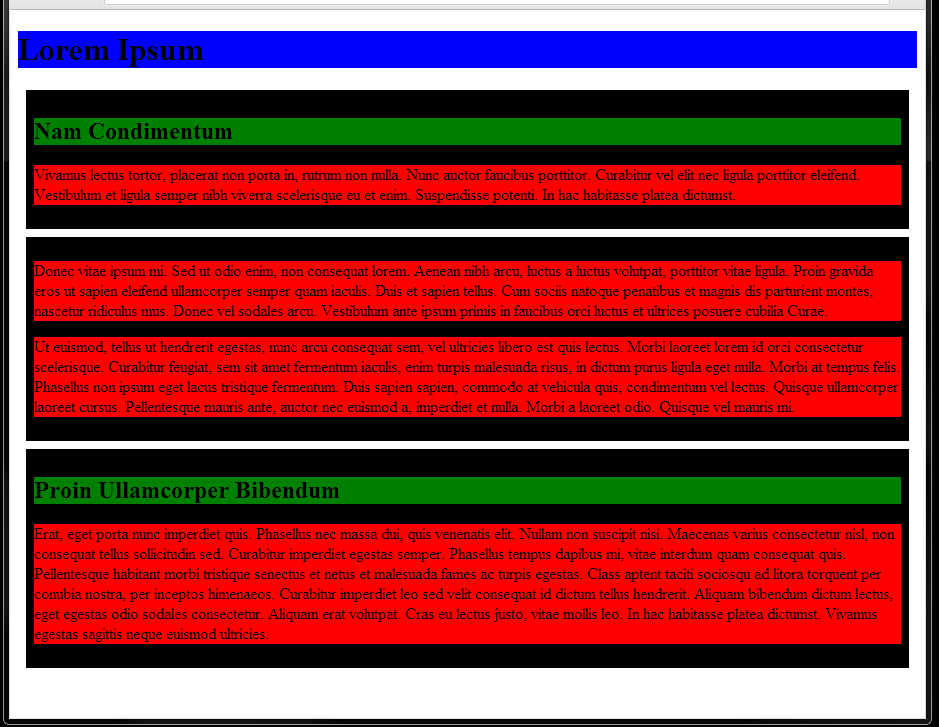 Lorem Ipsum
Nam Condimentum
Vivamus lectus tortor, placerat non porta in, rutrum non nulla. Nunc auctor faucibus porttitor. Curabitur vel elit nec ligula porttitor eleifend.
Vestibulum et ligula semper nibh viverra scelerisque eu et enim. Suspendisse potenti. In hac habitasse platea dictumst.
Donec vitae ipsum mi. Sed ut odio enim, non consequat lorem. Aenean nibh arcu, luctus a luctus volutpat, porttitor vitae ligula. Proin gravida
eros ut sapien eleifend ullamcorper semper quam iaculis. Duis et sapien tellus. Cum sociis natoque penatibus et magnis dis parturient montes,
nascetur ridiculus mus. Donec vel sodales arcu. Vestibulum ante ipsum primis in faucibus orci luctus et ultrices posuere cubilia Curae.
Ut euismod, tellus ut hendrerit egestas, nunc arcu consequat sem, vel ultricies libero est quis lectus. Morbi laoreet lorem id orci consectetur
scelerisque. Curabitur feugiat, sem sit amet fermentum iaculis, enim turpis malesuada risus, in dictum purus ligula eget nulla. Morbi at tempus felis.
Phasellus non ipsum eget lacus tristique fermentum. Duis sapien sapien, commodo at vehicula quis, condimentum vel lectus. Quisque ullamcorper
laoreet cursus. Pellentesque mauris ante, auctor nec euismod a, imperdiet et nulla. Morbi a laoreet odio. Quisque vel mauris mi.
Proin Ullamcorper Bibendum
Erat, eget porta nunc imperdiet quis. Phasellus nec massa dui, quis venenatis elit. Nullam non suscipit nisi. Maecenas varius consectetur nisl, non
consequat tellus sollicitudin sed. Curabitur imperdiet egestas semper. Phasellus tempus dapibus mi, vitae interdum quam consequat quis.
Pellentesque habitant morbi tristique senectus et netus et malesuada fames ac turpis egestas. Class aptent taciti sociosqu ad litora torquent per
conubia nostra, per inceptos himenaeos. Curabitur imperdiet leo sed velit consequat id dictum tellus hendrerit. Aliquam bibendum dictum lectus,
eget egestas odio sodales consectetur. Aliquam erat volutpat. Cras eu lectus justo, vitae mollis leo. In hac habitasse platea dictumst. Vivamus
egestas sagittis neque euismod ultricies.